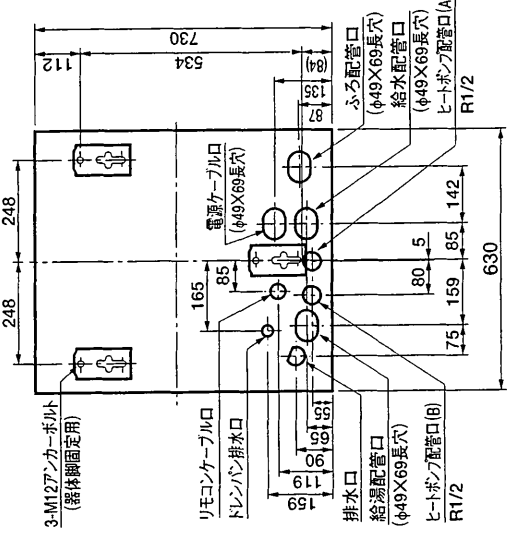 3-M12アンカーボルト
(器体脚固定用)
248
248
112
534
730
(84)
135
87
電源ケーブル口
(φ49×69長穴)
ふろ配管口
(φ49×69長穴)
給水配管口
(φ49×69長穴)
ヒートポンプ配管口(A
R1/2
165
85
リモコンケーブル口
ドレンパン排水口
159
119
90
65
55
排水口
給湯配管口
(φ49×69長穴)
ヒートポンプ配管口(B)
R1/2
75
159
80
5
85
142
630